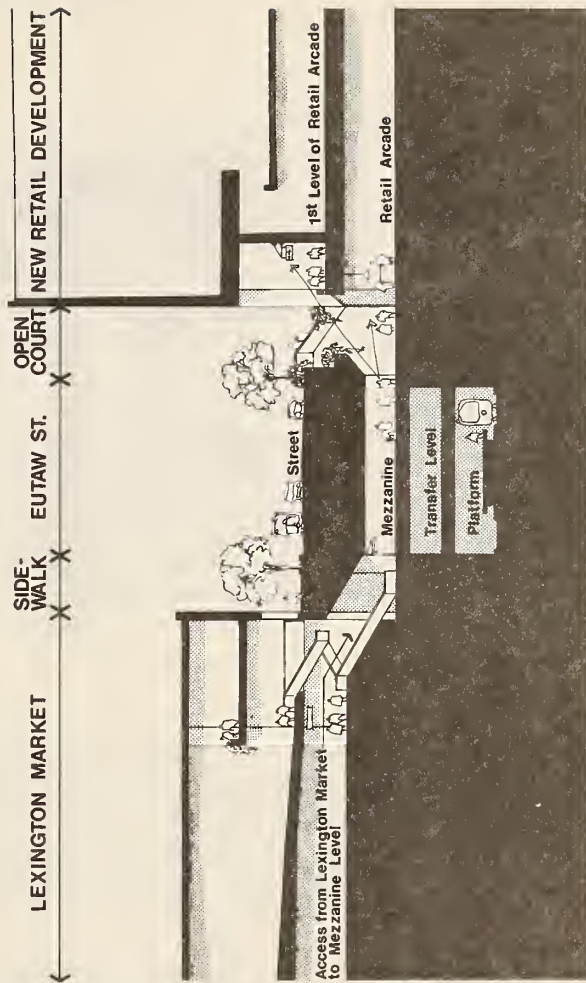 LEXINGTON MARKET
SIDE-
WALK
EUTAW ST.
OPEN
COURT
NEW RETAIL DEVELOPMENT
Street
1st Level of Retail Arcade
Access from Lexington Market
to Mezzanine Level
Mezzanine
Retail Arcade
Transfer Level
Platform